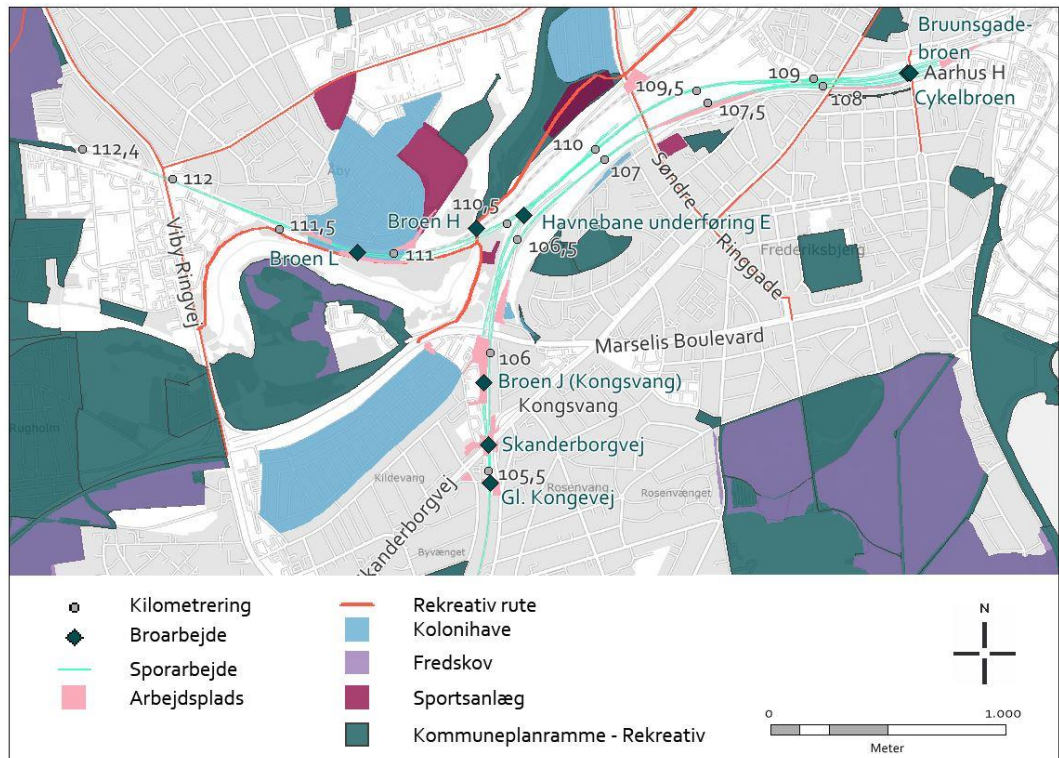 Bruunsgade-
broen
Aarhus H
Cykelbroen
109
108
109,5
107,5
110
107
112,4
112
Åby
110,5
Broen H
Havnebane underføring E
111,5
Broen L
111
106,5
Søndre Ringgade
Frederiksbjerg
Viby Ringvej
Marselis Boulevard
106
Broen J (Kongsvang)
Kongsvang
Rugholm
Skanderborgvej
105,5
Kildevang
Rosenvang
Rosenvænget
Gl. Kongevej
Skanderborgvej
Byvænget
Kilometrering
Broarbejde
Sporarbejde
Arbejdsplads
Rekreativ rute
Kolonihave
Fredskov
Sportsanlæg
Kommuneplanramme - Rekreativ
N
0
1.000
Meter